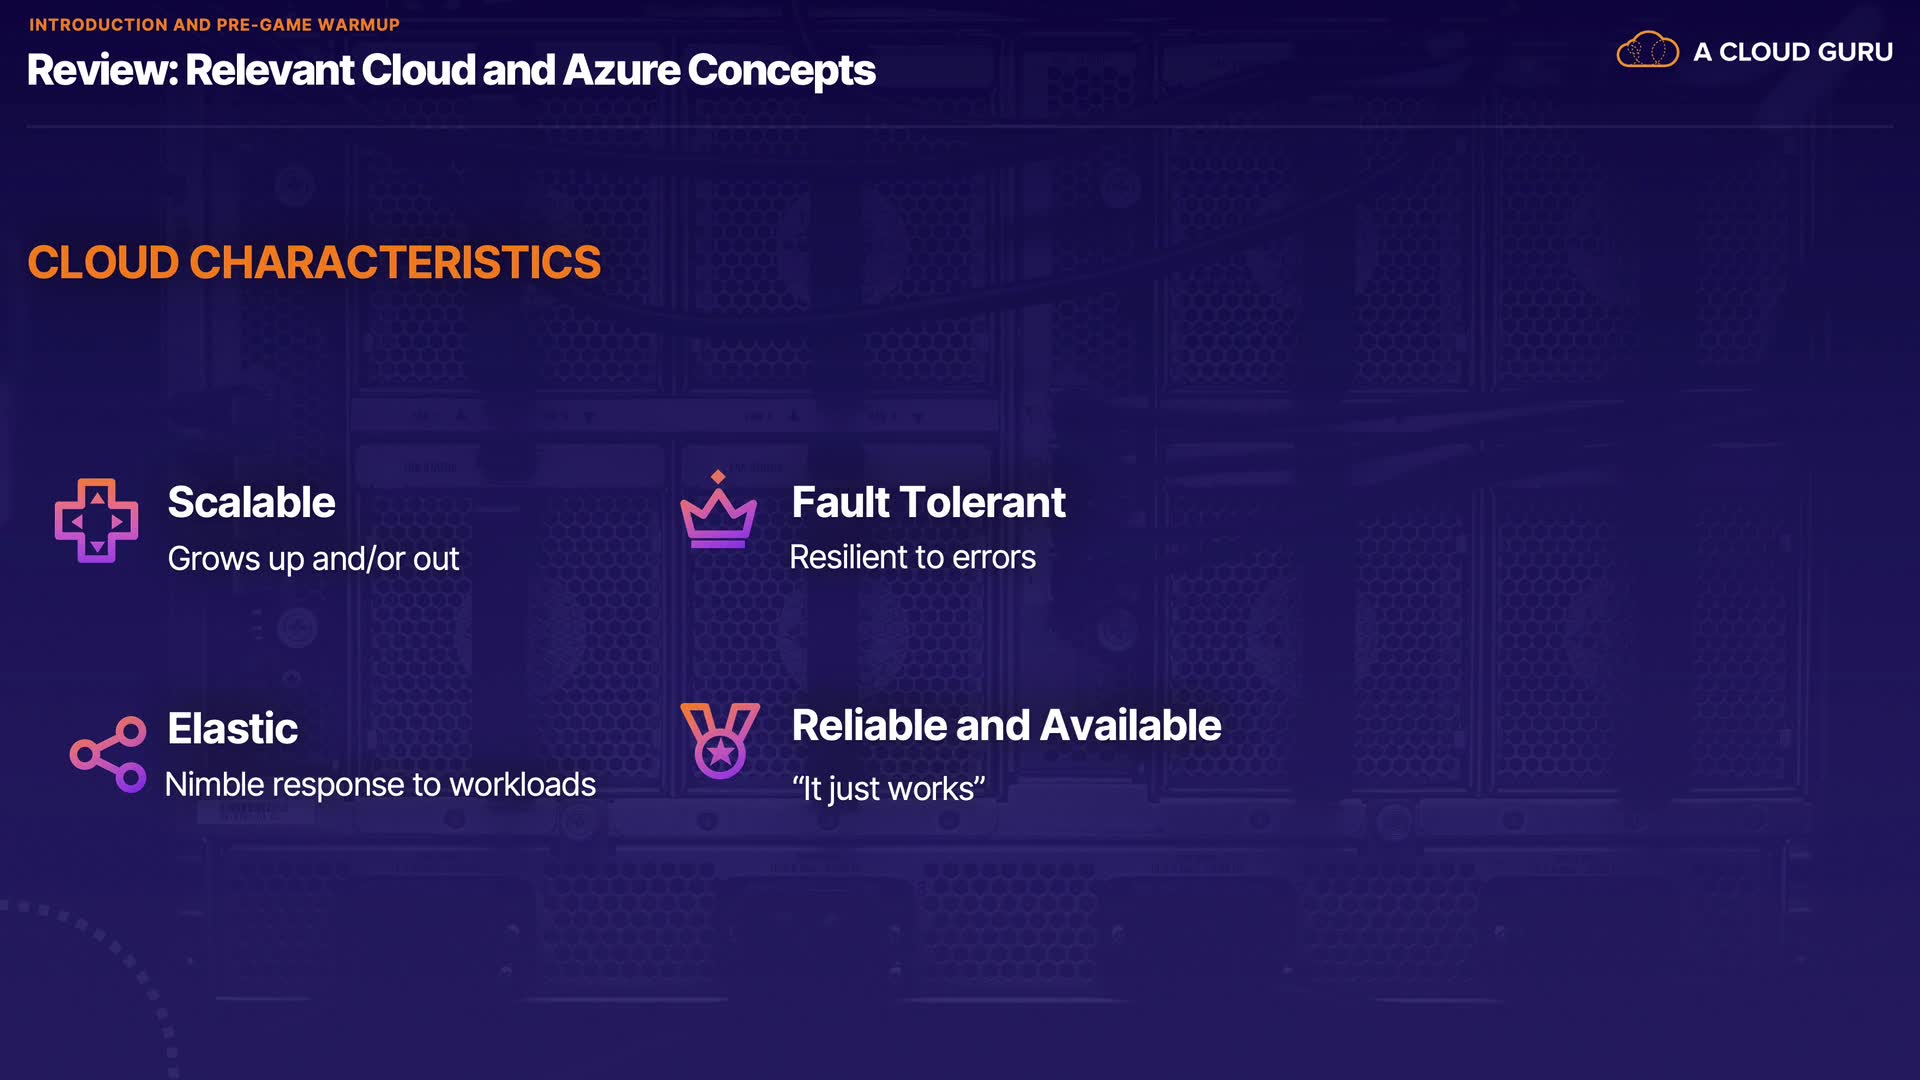 INTRODUCTION AND PRE-GAME WARMUP
Review: Relevant Cloud and Azure Concepts
A CLOUD GURU
CLOUD CHARACTERISTICS
Scalable
Grows up and/or out
Fault Tolerant
Resilient to errors
Elastic
Nimble response to workloads
Reliable and Available
“It just works”